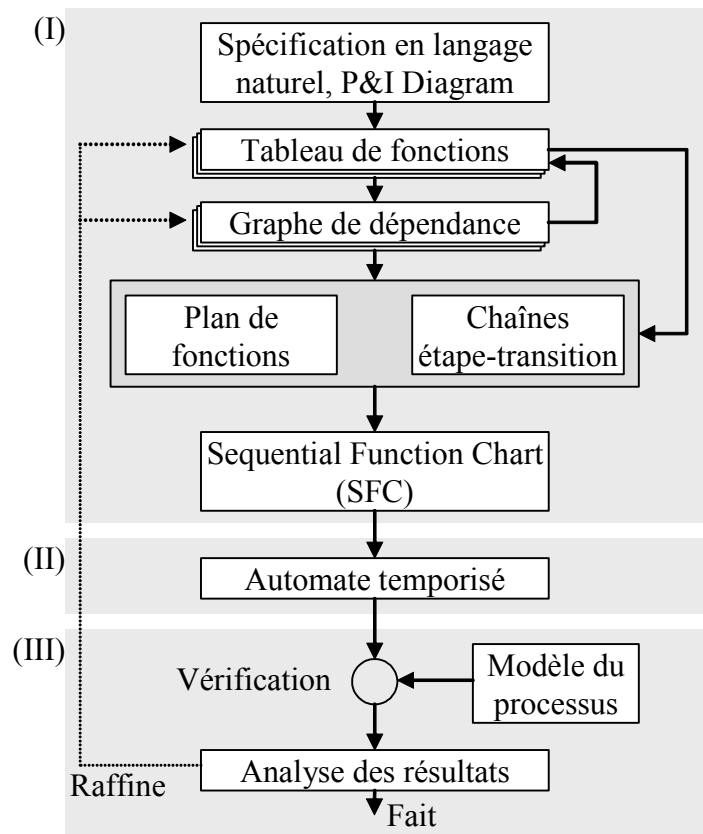 (I)
Spécification en langage
naturel, P&I Diagram
Tableau de fonctions
Graphe de dépendance
Plan de
fonctions
Chaînes
étape-transition
Sequential Function Chart
(SFC)
(II)
Automate temporisé
(III)
Vérification
Modèle du
processus
Analyse des résultats
Raffine
Fait